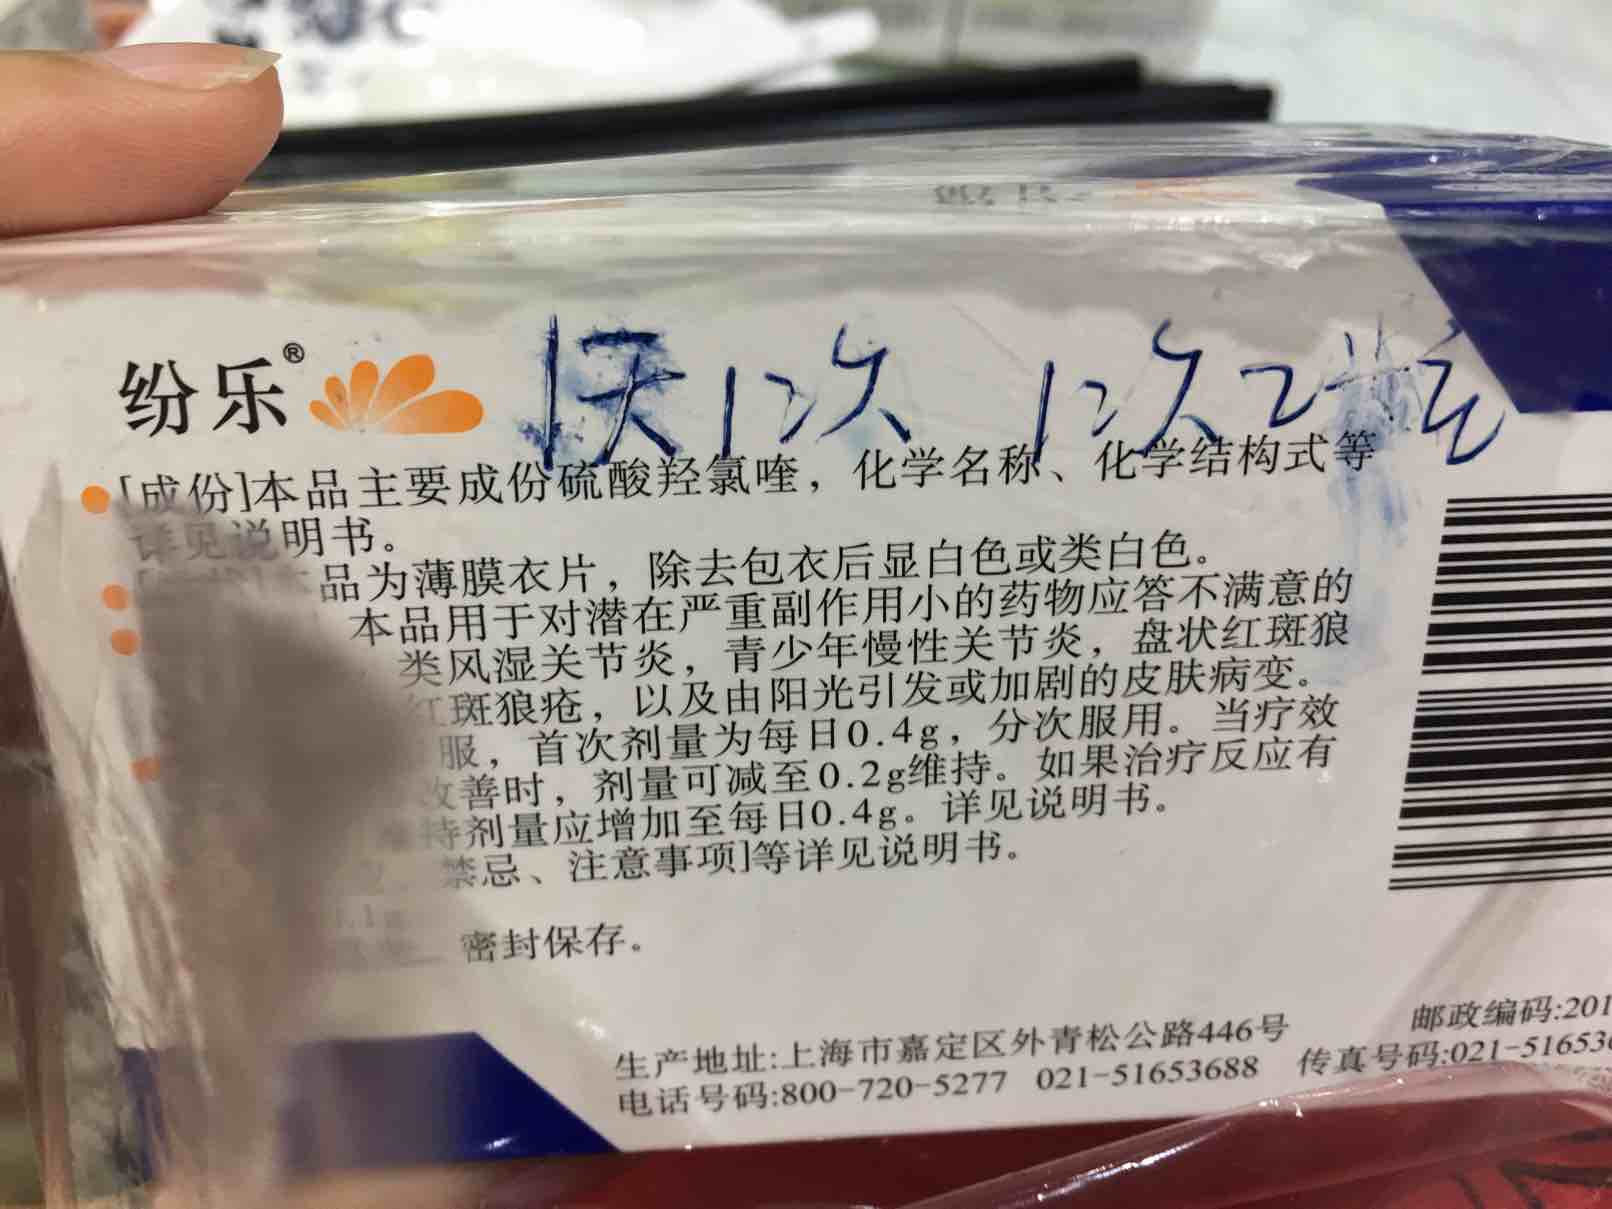 纷乐® 1天1次 1次2粒
[成份]本品主要成份硫酸羟氯喹，化学名称、化学结构式等
详见说明书。
本品为薄膜衣片，除去包衣后显白色或类白色。
本品用于对潜在严重副作用小的药物应答不满意的
类风湿关节炎，青少年慢性关节炎，盘状红斑狼
红斑狼疮，以及由阳光引发或加剧的皮肤病变。
服，首次剂量为每日0.4g，分次服用。当疗效
改善时，剂量可减至0.2g维持。如果治疗反应有
持剂量应增加至每日0.4g。详见说明书。
禁忌、注意事项]等详见说明书。
密封保存。
邮政编码:201
生产地址:上海市嘉定区外青松公路446号
传真号码:021-51653
电话号码:800-720-5277 021-51653688